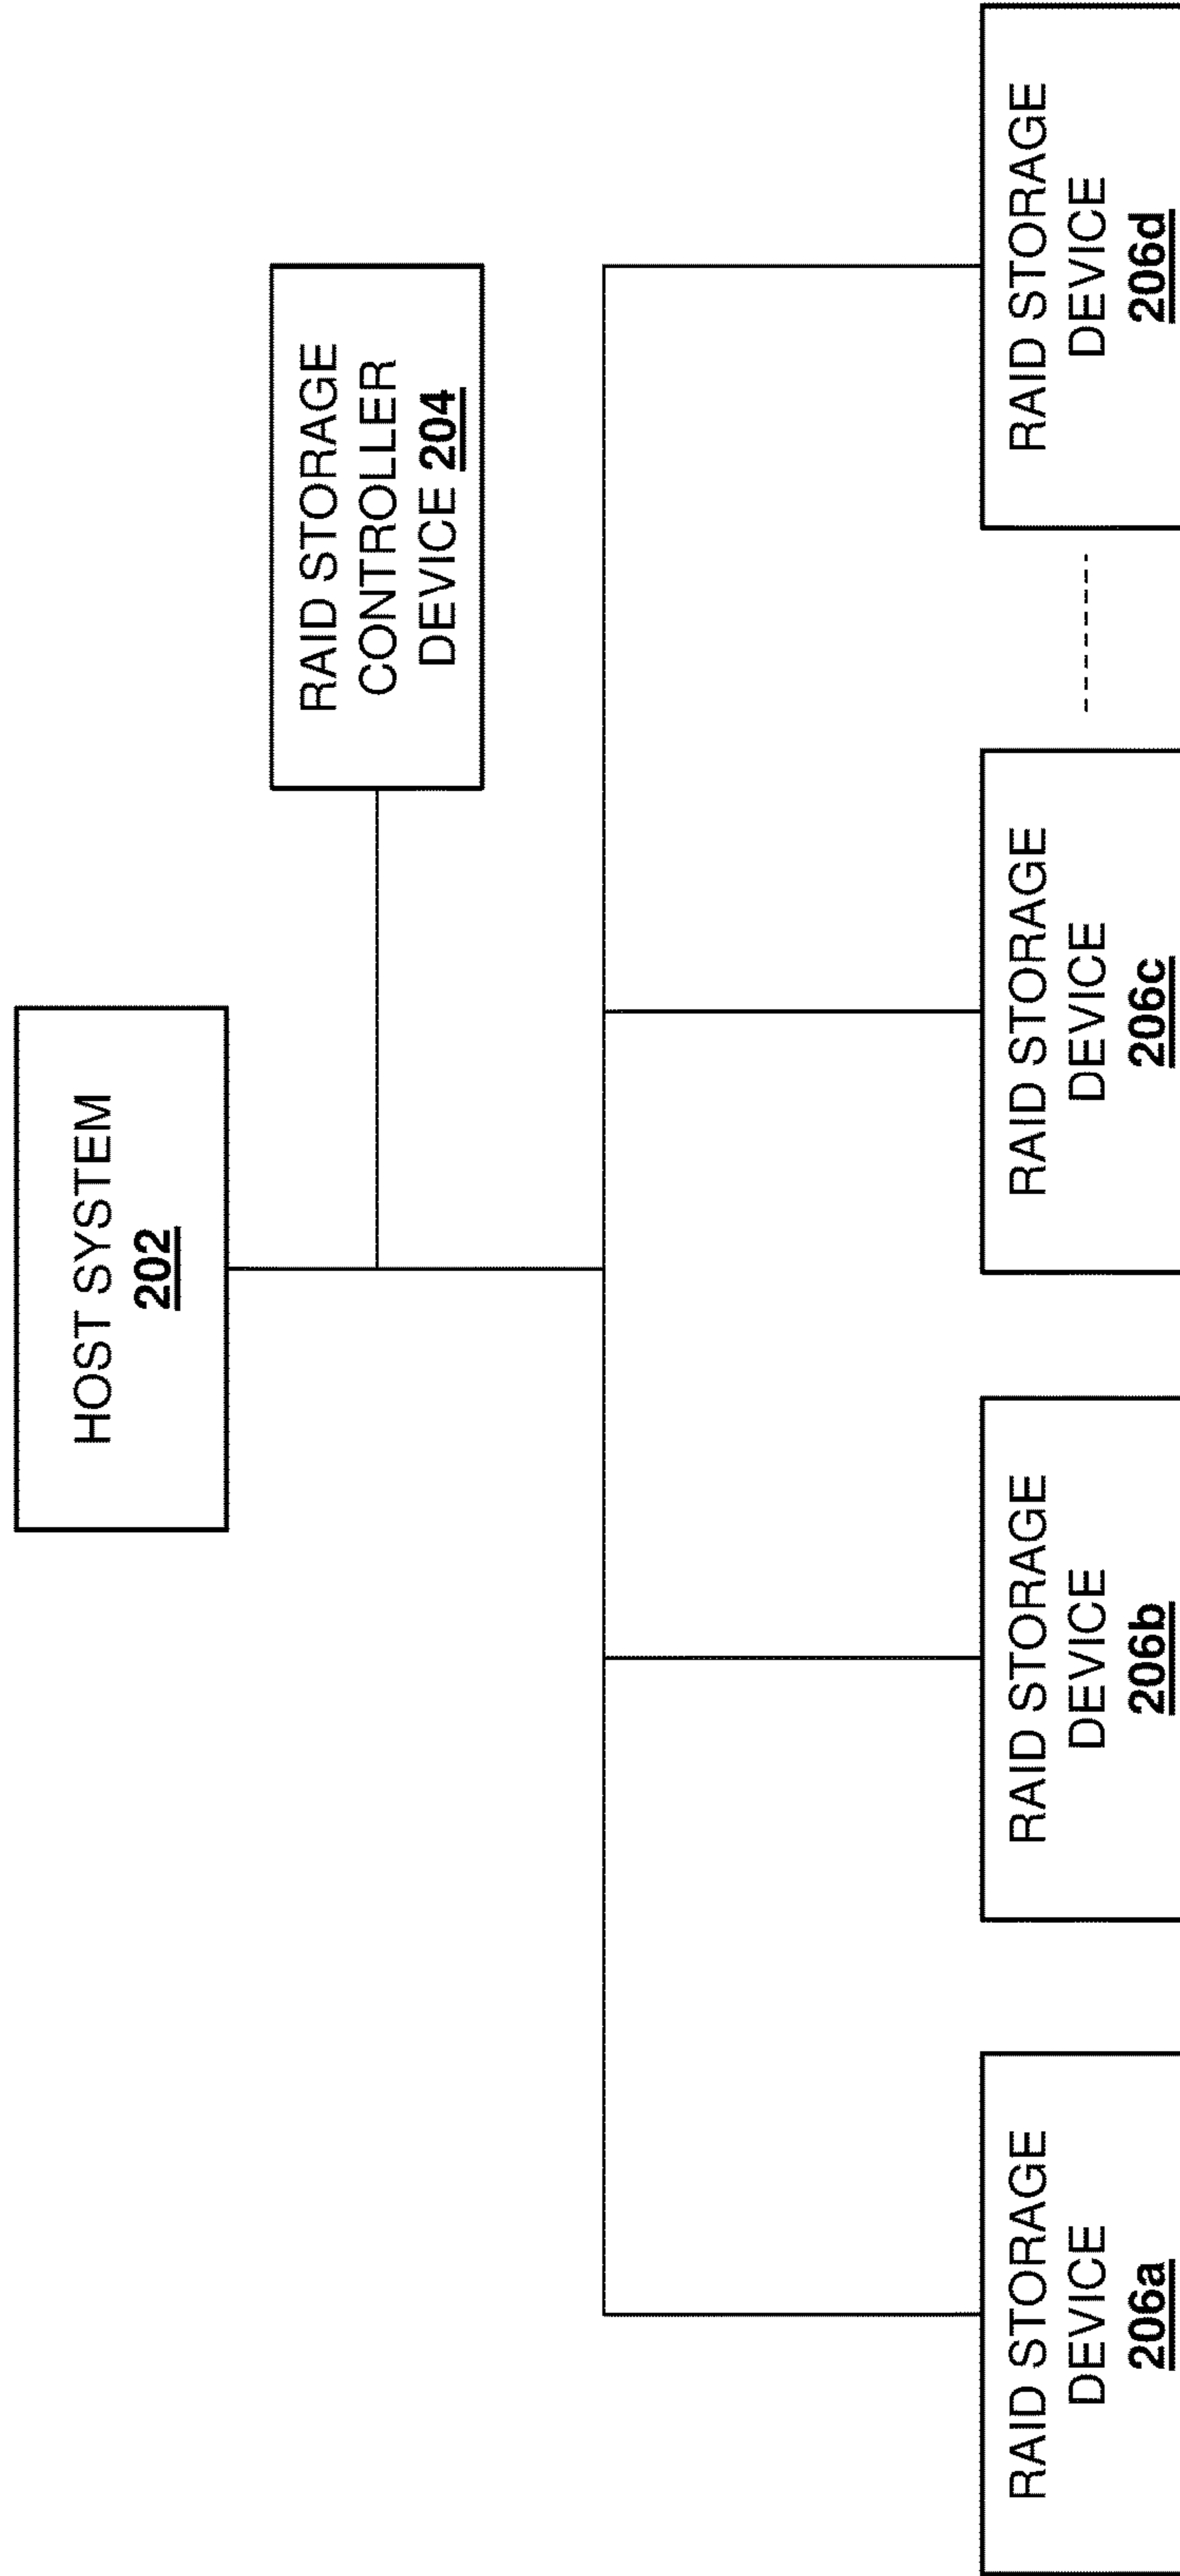 HOST SYSTEM
202
RAID STORAGE
CONTROLLER
DEVICE 204
RAID STORAGE
DEVICE
206a
RAID STORAGE
DEVICE
206b
RAID STORAGE
DEVICE
206c
RAID STORAGE
DEVICE
206d